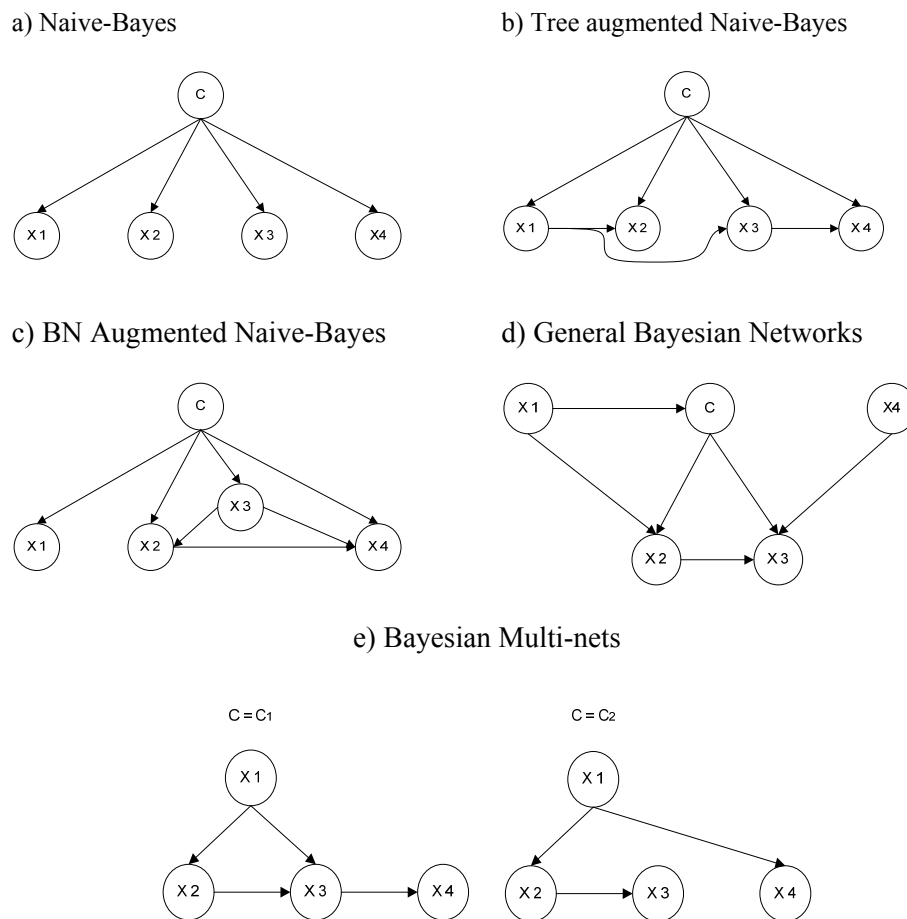 a) Naive-Bayes
b) Tree augmented Naive-Bayes
C
X1
X2
X3
X4
C
X1
X2
X3
X4
c) BN Augmented Naive-Bayes
d) General Bayesian Networks
C
X3
X1
X2
X4
X1
C
X4
X2
X3
e) Bayesian Multi-nets
C = C1
C = C2
X1
X2
X3
X4
X1
X2
X3
X4